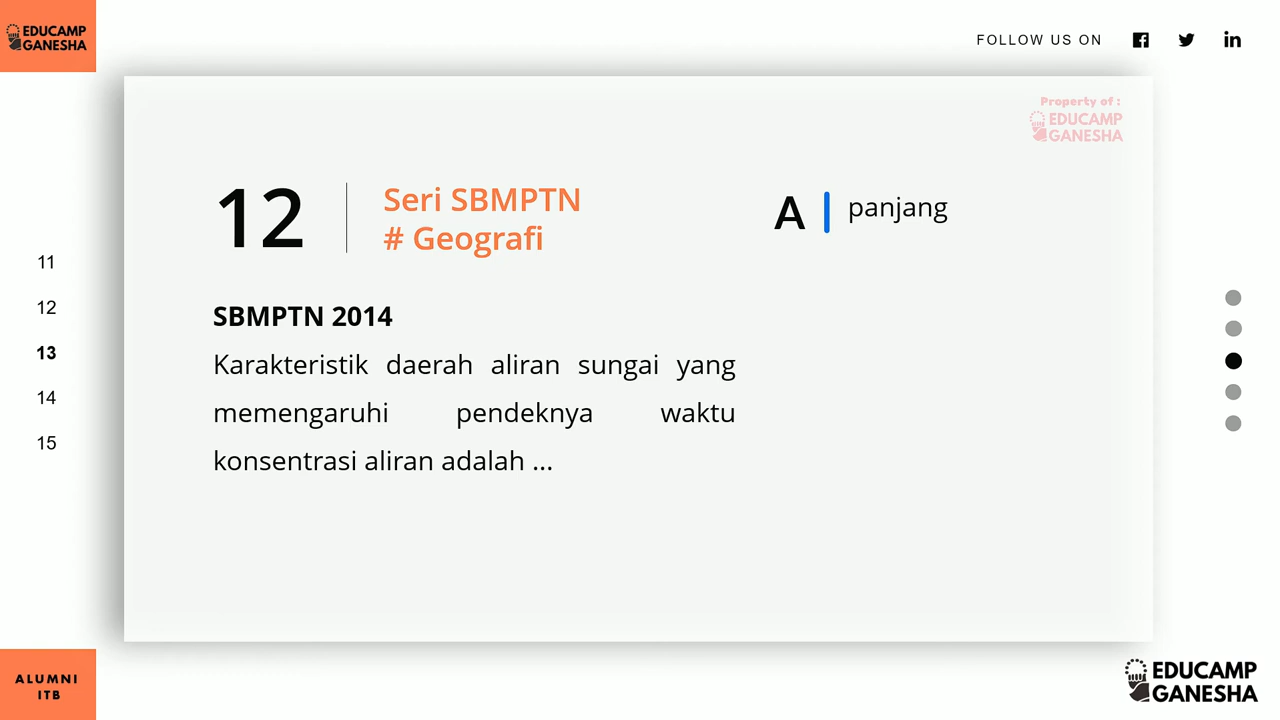 EDUCAMP
GANESHA
FOLLOW US ON
Property of :
EDUCAMP
GANESHA
12
Seri SBMPTN
# Geografi
A
panjang
SBMPTN 2014
Karakteristik daerah aliran sungai yang
memengaruhi pendeknya waktu
konsentrasi aliran adalah ...
11
12
13
14
15
ALUMNI
ITB
EDUCAMP
GANESHA